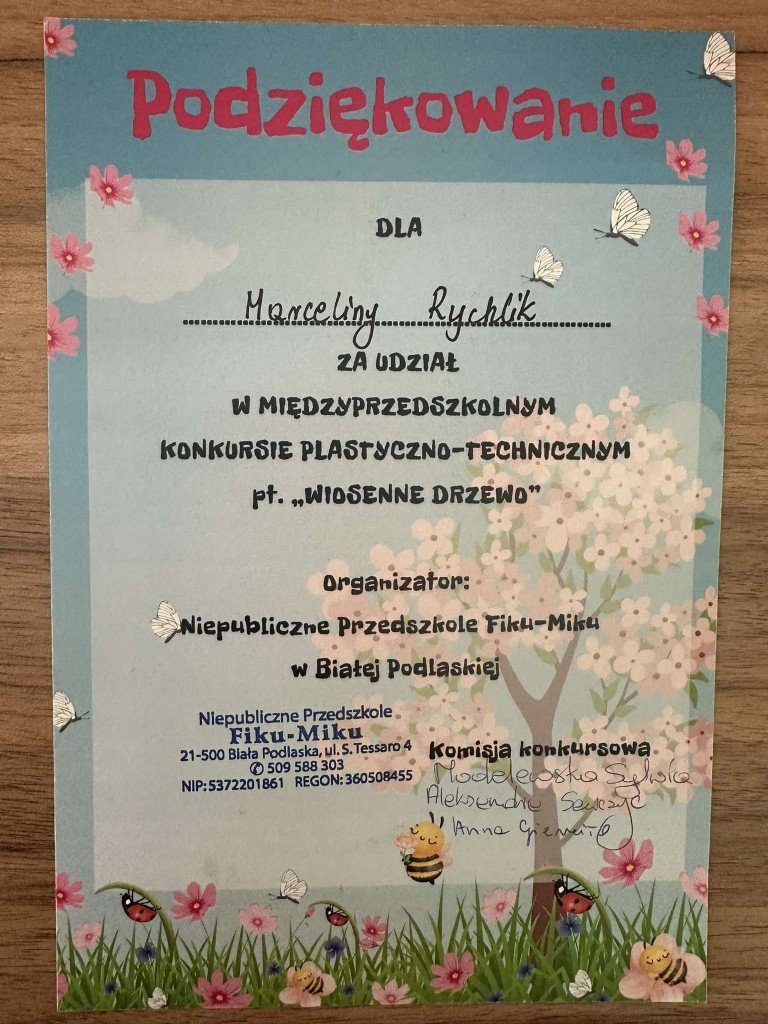 Podziękowanie
DLA
Marceliny Rychlik
ZA UDZIAŁ
W MIĘDZYPRZEDSZKOLNYM
KONKURSIE PLASTYCZNO-TECHNICZNYM
pt. „WIOSENNE DRZEWO”
Organizator:
Niepubliczne Przedszkole Fiku-Miku
w Białej Podlaskiej
Niepubliczne Przedszkole
Fiku-Miku
21-500 Biała Podlaska, ul. S. Tessaro 4
✆ 509 588 303
NIP: 5372201861 REGON: 360508455
Komisja konkursowa
Sylwia
Aleksandra
Anna